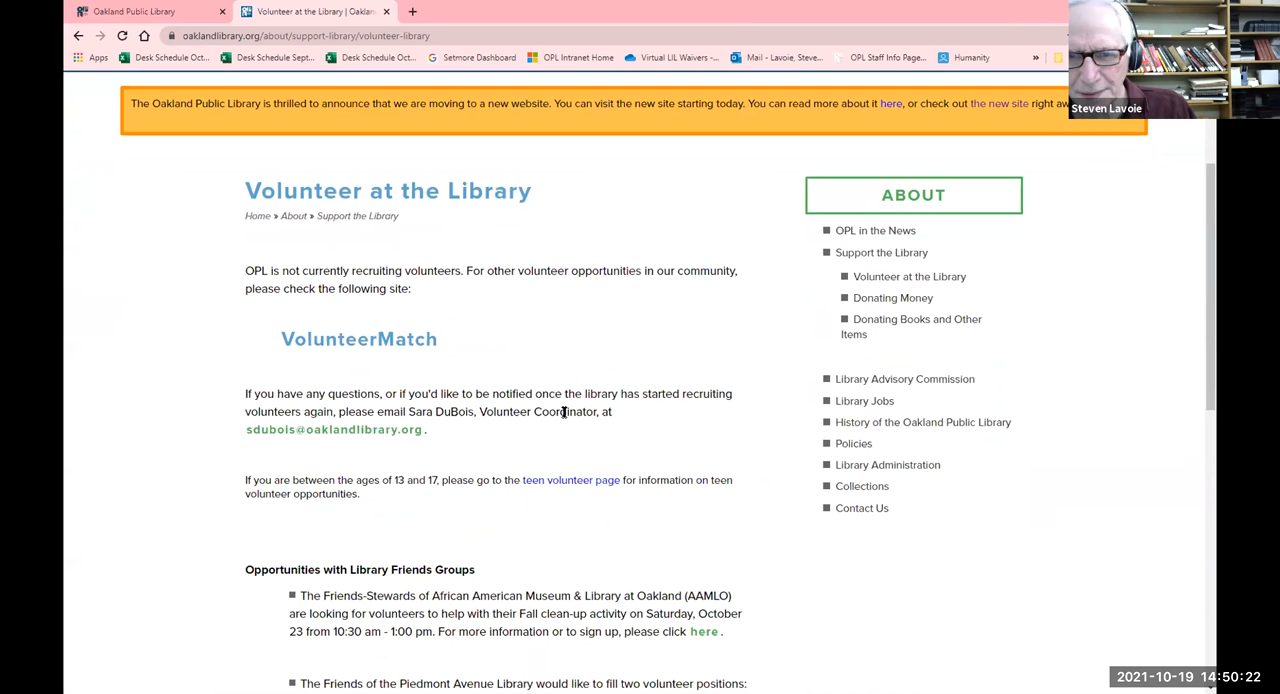 Oakland Public Library
Volunteer at the Library | Oaklan
oaklandlibrary.org/about/support-library/volunteer-library
Apps
Desk Schedule Oct...
Desk Schedule Sept...
Desk Schedule Oct...
Setmore Dashboard
OPL Intranet Home
Virtual LIL Waivers -...
Mail - Lavoie, Steve...
OPL Staff Info Page...
Humanity
»
Steven Lavoie
The Oakland Public Library is thrilled to announce that we are moving to a new website. You can visit the new site starting today. You can read more about it here, or check out the new site right aw
Volunteer at the Library
Home » About » Support the Library
OPL is not currently recruiting volunteers. For other volunteer opportunities in our community,
please check the following site:
VolunteerMatch
If you have any questions, or if you'd like to be notified once the library has started recruiting
volunteers again, please email Sara DuBois, Volunteer Coordinator, at
sdubois@oaklandlibrary.org.
If you are between the ages of 13 and 17, please go to the teen volunteer page for information on teen
volunteer opportunities.
Opportunities with Library Friends Groups
The Friends-Stewards of African American Museum & Library at Oakland (AAMLO)
are looking for volunteers to help with their Fall clean-up activity on Saturday, October
23 from 10:30 am - 1:00 pm. For more information or to sign up, please click here.
The Friends of the Piedmont Avenue Library would like to fill two volunteer positions:
ABOUT
OPL in the News
Support the Library
Volunteer at the Library
Donating Money
Donating Books and Other
Items
Library Advisory Commission
Library Jobs
History of the Oakland Public Library
Policies
Library Administration
Collections
Contact Us
2021-10-19 14:50:22